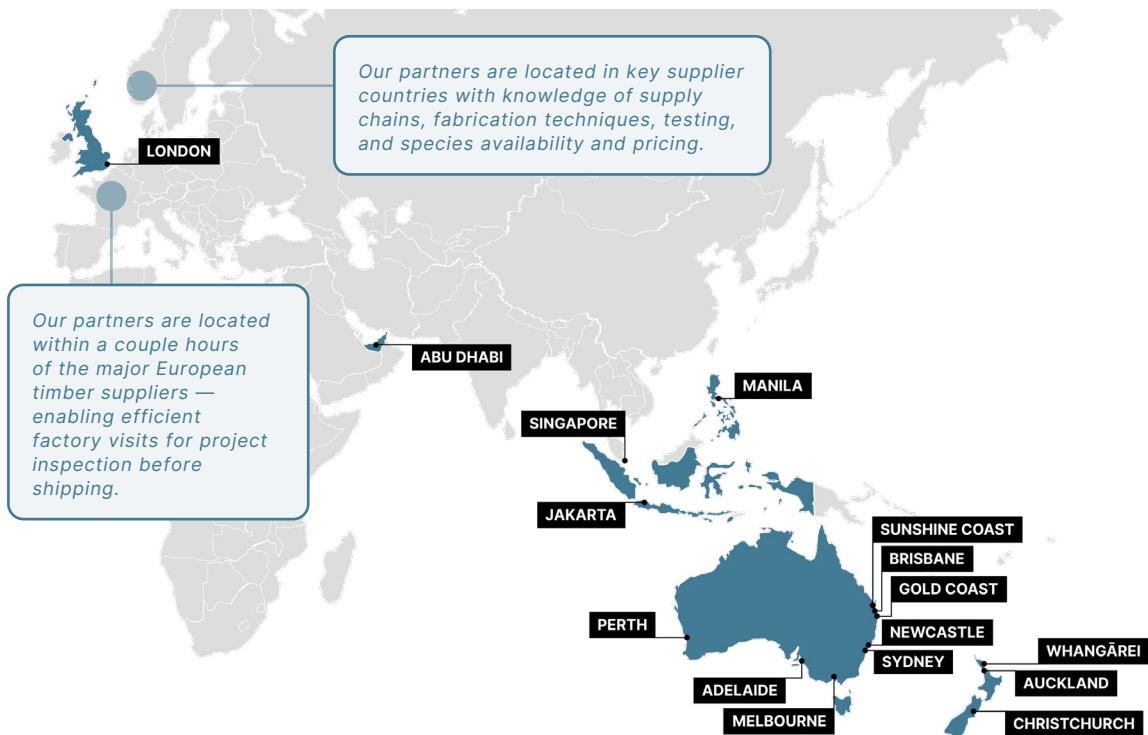 Our partners are located in key supplier
countries with knowledge of supply
chains, fabrication techniques, testing,
and species availability and pricing.
LONDON
Our partners are located
within a couple hours
of the major European
timber suppliers —
enabling efficient
factory visits for project
inspection before
shipping.
ABU DHABI
MANILA
SINGAPORE
JAKARTA
SUNSHINE COAST
BRISBANE
GOLD COAST
PERTH
NEWCASTLE
SYDNEY
WHANGĀREI
ADELAIDE
AUCKLAND
MELBOURNE
CHRISTCHURCH